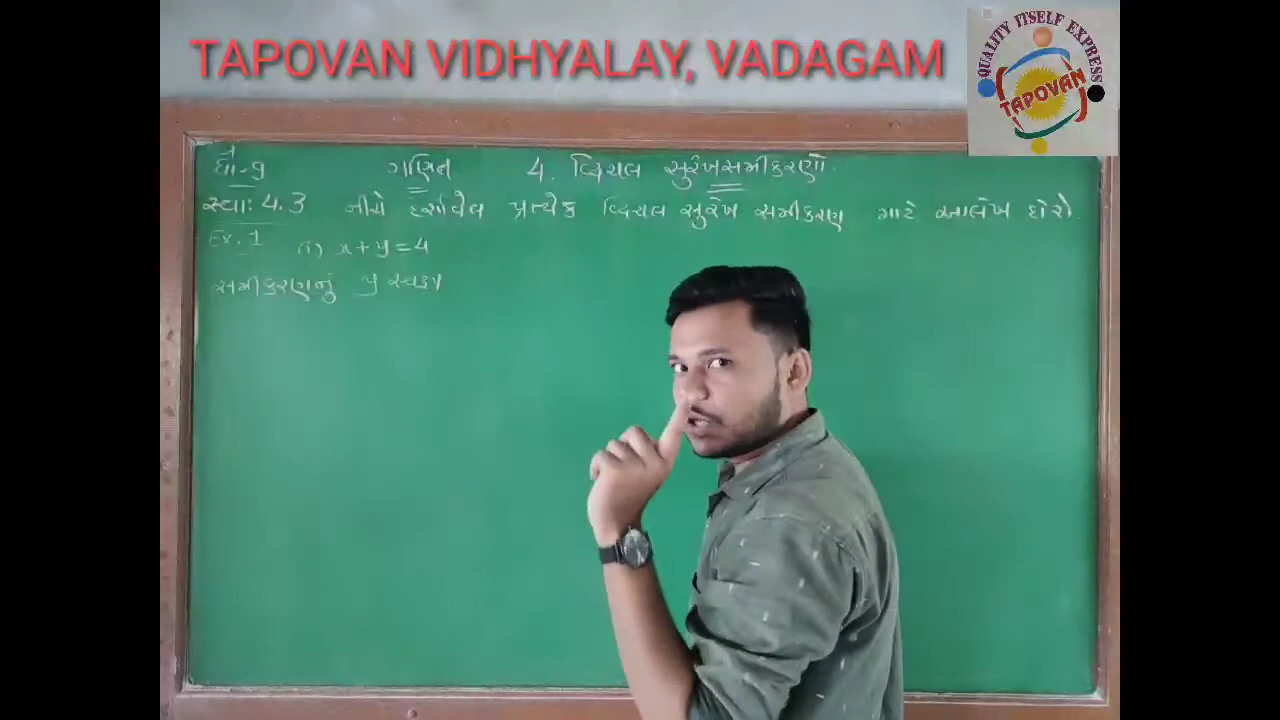 TAPOVAN VIDHYALAY, VADAGAM
QUALITY ITSELF EXPRESS
TAPOVAN
ધો-૯ ગણિત 4. દ્વિચલ સુરેખ સમીકરણો.
સ્વા: 4.3 નીચે દર્શાવેલ પ્રત્યેક દ્વિચલ સુરેખ સમીકરણ માટે આલેખ દોરો
Ex. 1 (i) x + y = 4
સમીકરણનું y સ્વરૂપ